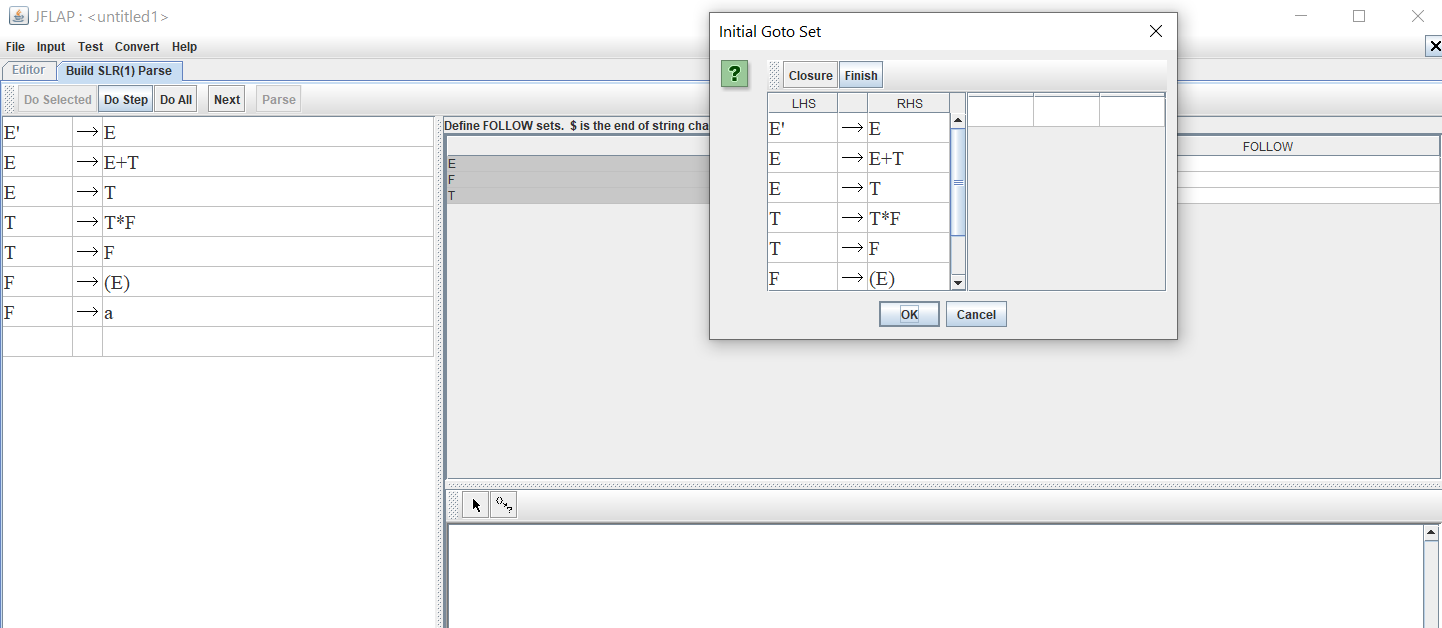 JFLAP : <untitled1>
File Input Test Convert Help
Editor Build SLR(1) Parse
Do Selected Do Step Do All Next Parse
E' → E
E → E+T
E → T
T → T*F
T → F
F → (E)
F → a
Define FOLLOW sets. $ is the end of string cha
FOLLOW
E
F
T
Initial Goto Set
? Closure Finish
LHS RHS
E' → E
E → E+T
E → T
T → T*F
T → F
F → (E)
OK Cancel